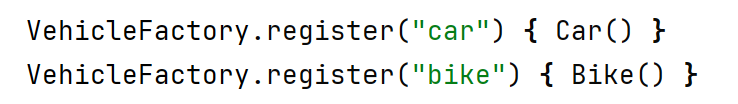 VehicleFactory.register("car") { Car() }
VehicleFactory.register("bike") { Bike() }